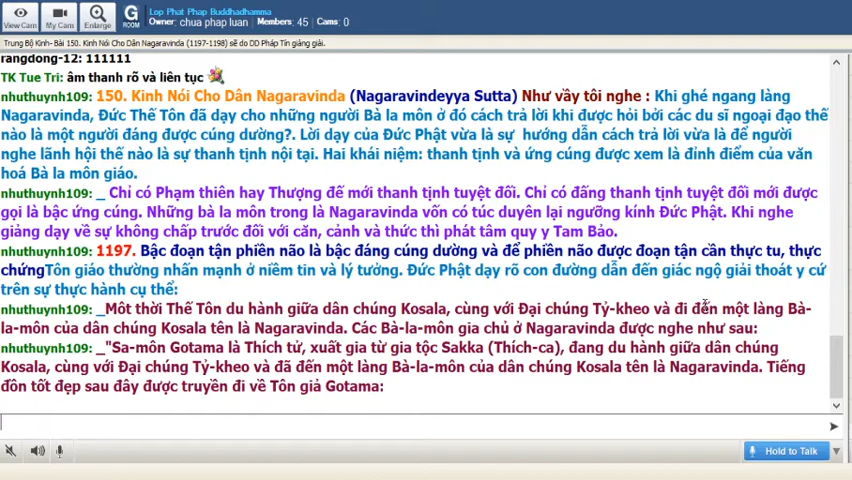 Lop Phat Phap Buddhadhamma
Owner: chua phap luan Members: 45 Cams: 0
View Cam My Cam Enlarge G ROOM
Trung Bộ Kinh- Bài 150. Kinh Nói Cho Dân Nagaravinda (1197-1198) sẽ do DD Pháp Tín giảng giải.
rangdong-12: 111111
TK Tue Tri: âm thanh rõ và liên tục
nhuthuynh109: 150. Kinh Nói Cho Dân Nagaravinda (Nagaravindeyya Sutta) Như vầy tôi nghe : Khi ghé ngang làng
Nagaravinda, Đức Thế Tôn đã dạy cho những người Bà la môn ở đó cách trả lời khi được hỏi bởi các du sĩ ngoại đạo thế
nào là một người đáng được cúng dường?. Lời dạy của Đức Phật vừa là sự hướng dẫn cách trả lời vừa là để người
nghe lãnh hội thế nào là sự thanh tịnh nội tại. Hai khái niệm: thanh tịnh và ứng cúng được xem là đỉnh điểm của văn
hoá Bà la môn giáo.
nhuthuynh109: _ Chỉ có Phạm thiên hay Thượng đế mới thanh tịnh tuyệt đối. Chỉ có đấng thanh tịnh tuyệt đối mới được
gọi là bậc ứng cúng. Những bà la môn trong là Nagaravinda vốn có túc duyên lại ngưỡng kính Đức Phật. Khi nghe
giảng dạy về sự không chấp trước đối với căn, cảnh và thức thì phát tâm quy y Tam Bảo.
nhuthuynh109: 1197. Bậc đoạn tận phiền não là bậc đáng cúng dường và để phiền não được đoạn tận cần thực tu, thực
chứngTôn giáo thường nhấn mạnh ở niềm tin và lý tưởng. Đức Phật dạy rõ con đường dẫn đến giác ngộ giải thoát y cứ
trên sự thực hành cụ thể:
nhuthuynh109: _Một thời Thế Tôn du hành giữa dân chúng Kosala, cùng với Đại chúng Tỷ-kheo và đi đến một làng Bà-
la-môn của dân chúng Kosala tên là Nagaravinda. Các Bà-la-môn gia chủ ở Nagaravinda được nghe như sau:
nhuthuynh109: _"Sa-môn Gotama là Thích tử, xuất gia từ gia tộc Sakka (Thích-ca), đang du hành giữa dân chúng
Kosala, cùng với Đại chúng Tỷ-kheo và đã đến một làng Bà-la-môn của dân chúng Kosala tên là Nagaravinda. Tiếng
đồn tốt đẹp sau đây được truyền đi về Tôn giả Gotama:
Hold to Talk